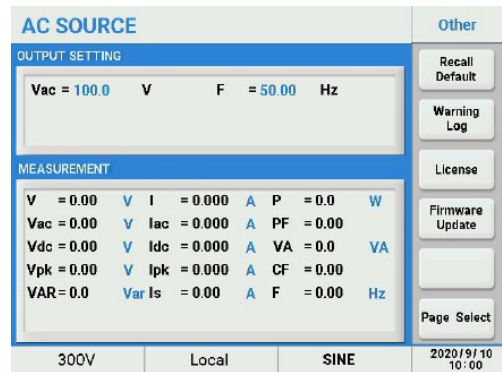 AC SOURCE
OUTPUT SETTING
Vac = 100.0 V F = 50.00 Hz
MEASUREMENT
V = 0.00 V I = 0.000 A P = 0.0 W
Vac = 0.00 V Iac = 0.000 A PF = 0.00
Vdc = 0.00 V Idc = 0.000 A VA = 0.0 VA
Vpk = 0.00 V Ipk = 0.000 A CF = 0.00
VAR = 0.0 Var Is = 0.00 A F = 0.00 Hz
300V Local SINE
Other
Recall
Default
Warning
Log
License
Firmware
Update
Page Select
2020/9/10
10:00